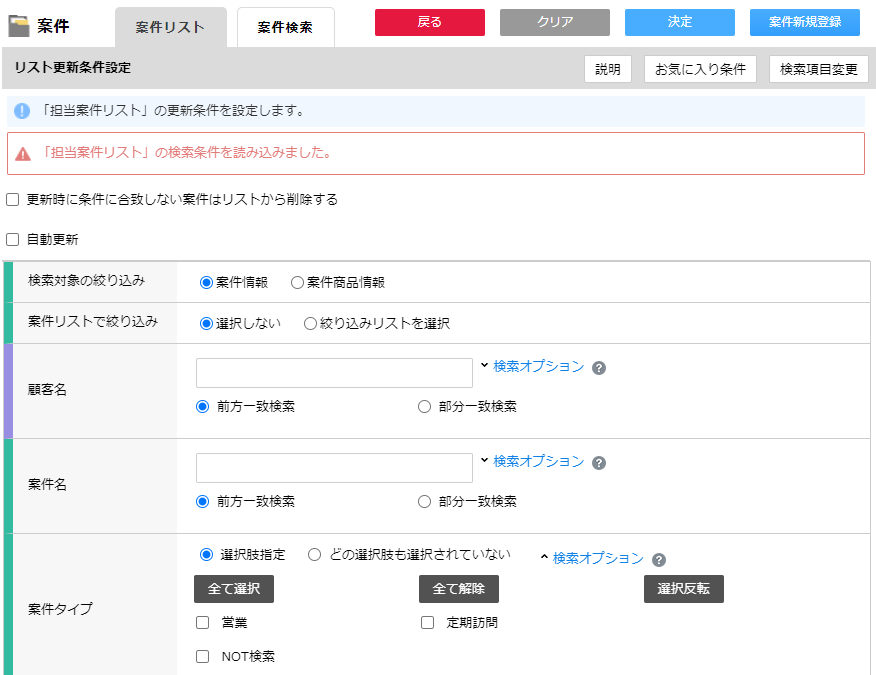 案件
案件リスト
案件検索
戻る
クリア
決定
案件新規登録
リスト更新条件設定
説明
お気に入り条件
検索項目変更
「担当案件リスト」の更新条件を設定します。
「担当案件リスト」の検索条件を読み込みました。
更新時に条件に合致しない案件はリストから削除する
自動更新
検索対象の絞り込み
案件情報
案件商品情報
案件リストで絞り込み
選択しない
絞り込みリストを選択
顧客名
検索オプション
前方一致検索
部分一致検索
案件名
検索オプション
前方一致検索
部分一致検索
案件タイプ
選択肢指定
どの選択肢も選択されていない
検索オプション
全て選択
全て解除
選択反転
営業
定期訪問
NOT検索